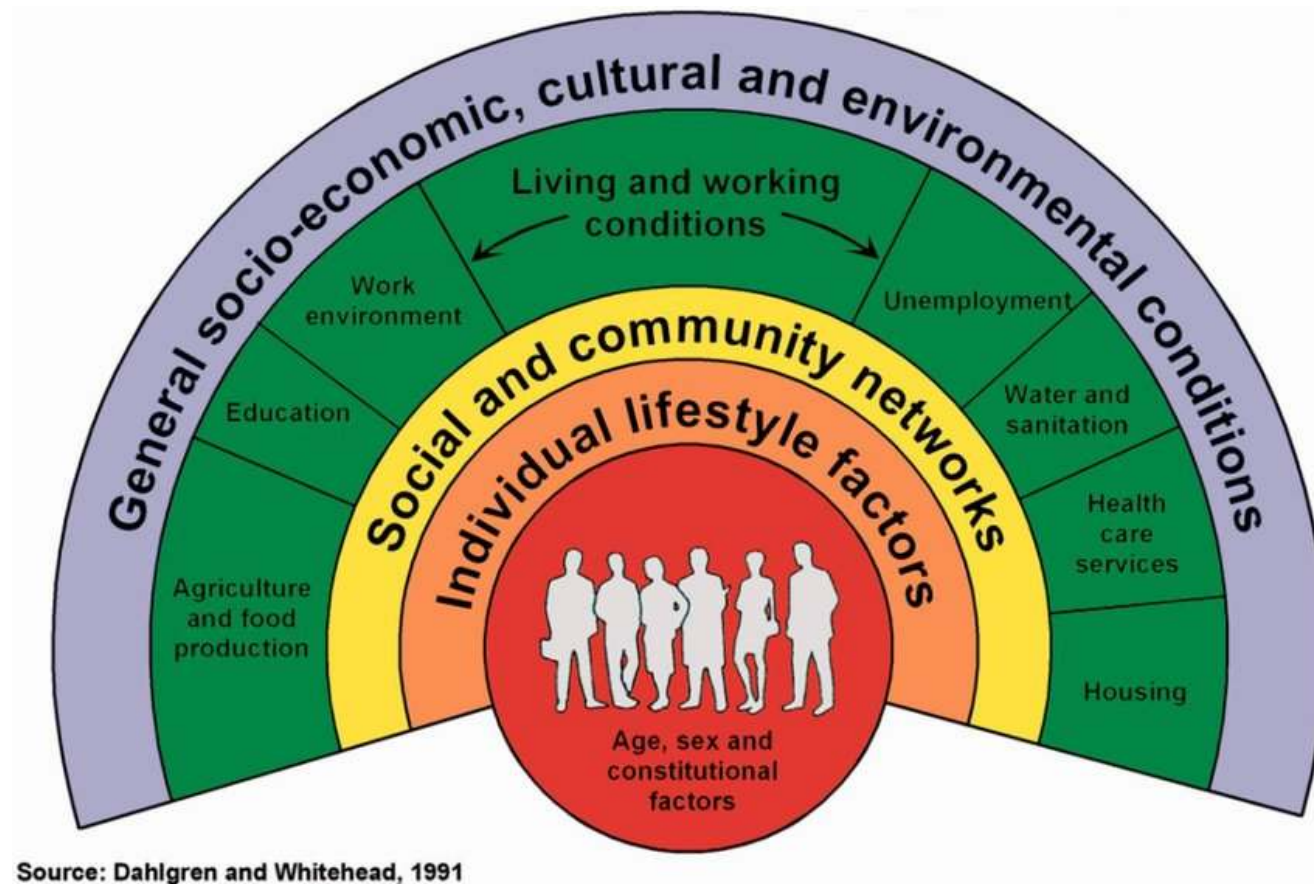 General socio-economic, cultural and environmental conditions
Living and working
conditions
Work
environment
Unemployment
Education
Water and
sanitation
Agriculture
and food
production
Health
care
services
Housing
Social and community networks
Individual lifestyle factors
Age, sex and
constitutional
factors
Source: Dahlgren and Whitehead, 1991